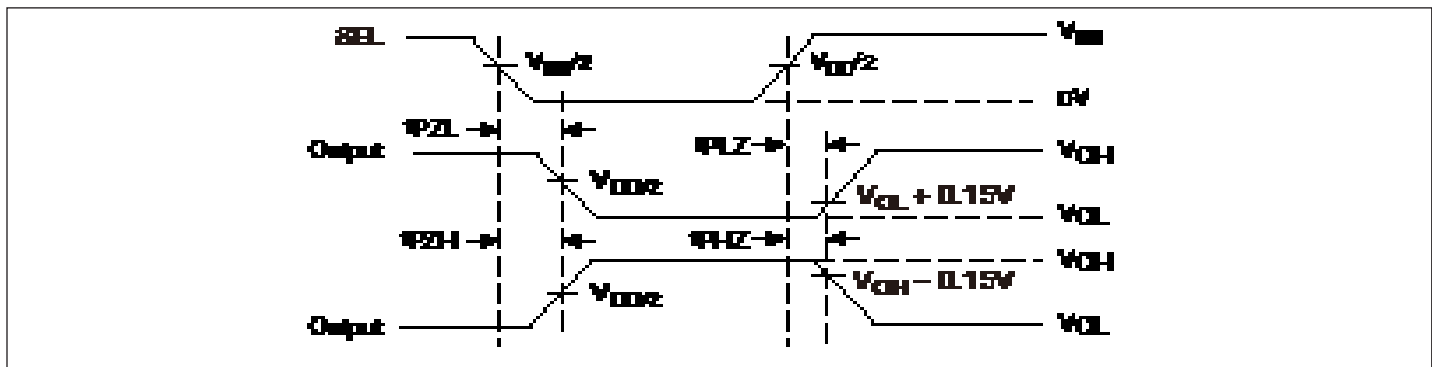 SEL
VDD
VDD/2
VDD/2
0V
tPZL
tPLZ
Output
VOH
VDD/2
VOL + 0.15V
VOL
tPZH
tPHZ
VOH
VDD/2
VOH – 0.15V
Output
VOL